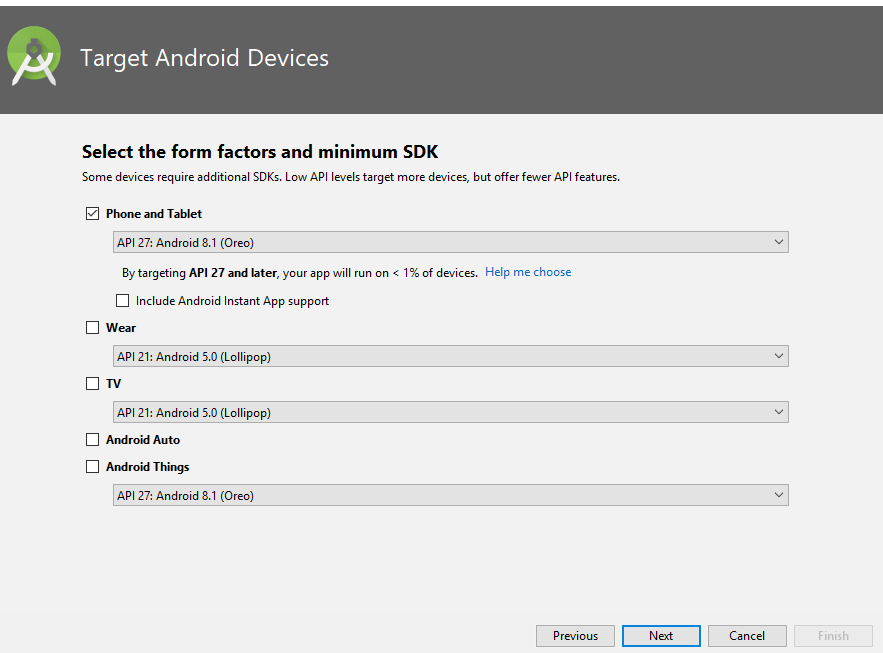 Target Android Devices
Select the form factors and minimum SDK
Some devices require additional SDKs. Low API levels target more devices, but offer fewer API features.
Phone and Tablet
API 27: Android 8.1 (Oreo)
By targeting API 27 and later, your app will run on < 1% of devices. Help me choose
Include Android Instant App support
Wear
API 21: Android 5.0 (Lollipop)
TV
API 21: Android 5.0 (Lollipop)
Android Auto
Android Things
API 27: Android 8.1 (Oreo)
Previous Next Cancel Finish